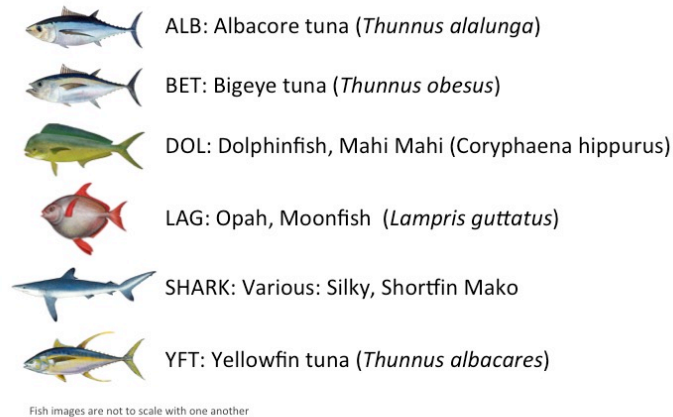 ALB: Albacore tuna (Thunnus alalunga)
BET: Bigeye tuna (Thunnus obesus)
DOL: Dolphinfish, Mahi Mahi (Coryphaena hippurus)
LAG: Opah, Moonfish (Lampris guttatus)
SHARK: Various: Silky, Shortfin Mako
YFT: Yellowfin tuna (Thunnus albacares)
Fish images are not to scale with one another